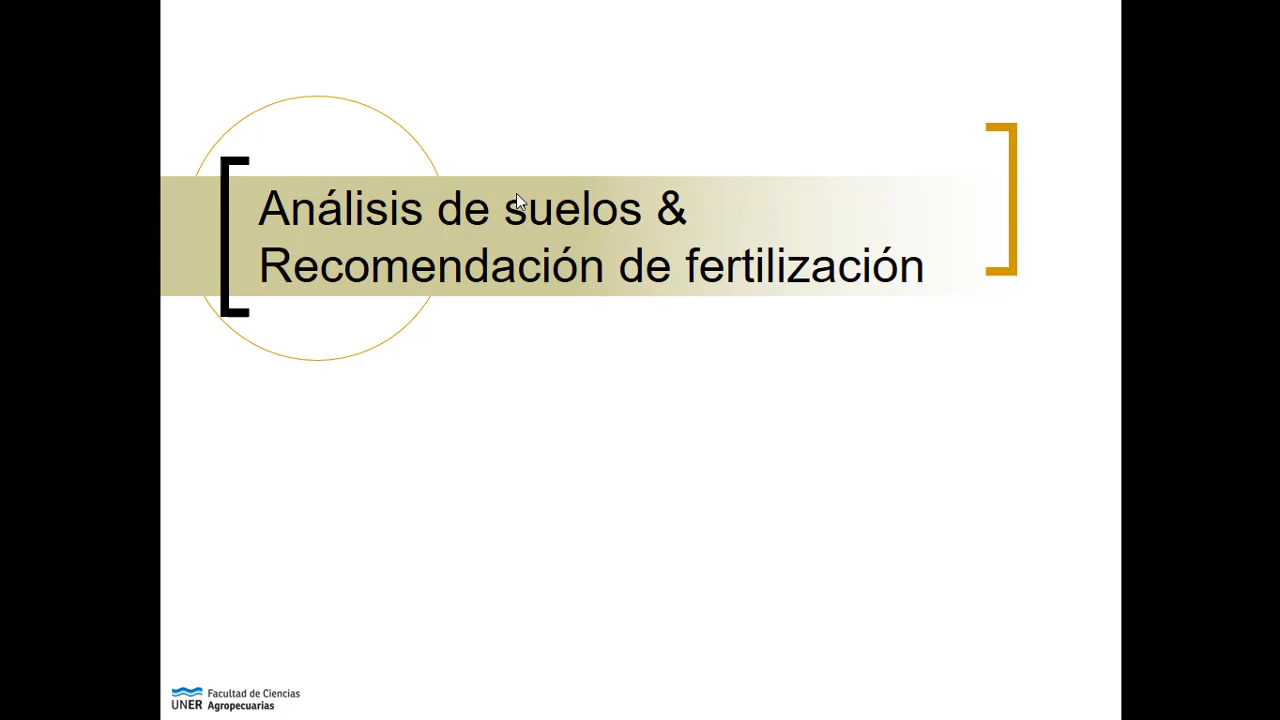 Análisis de suelos &
Recomendación de fertilización
Facultad de Ciencias
UNER Agropecuarias